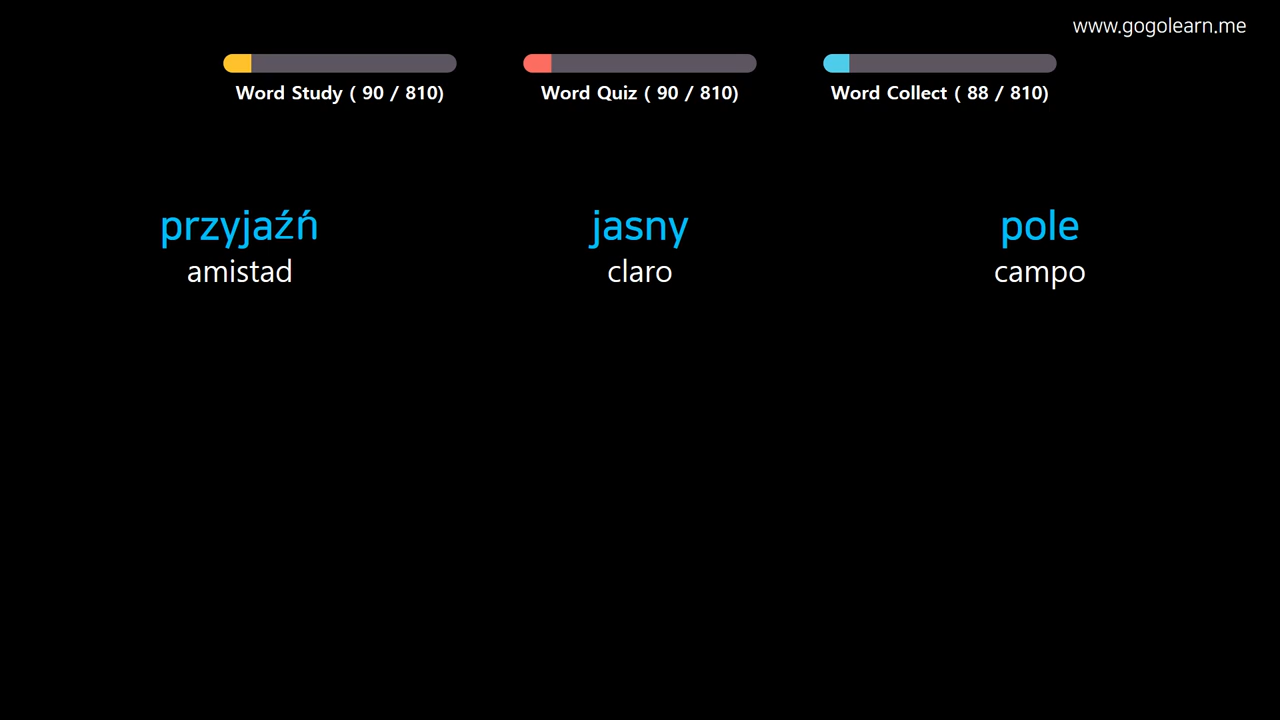 www.gogolearn.me
Word Study ( 90 / 810)
Word Quiz ( 90 / 810)
Word Collect ( 88 / 810)
przyjaźń
amistad
jasny
claro
pole
campo